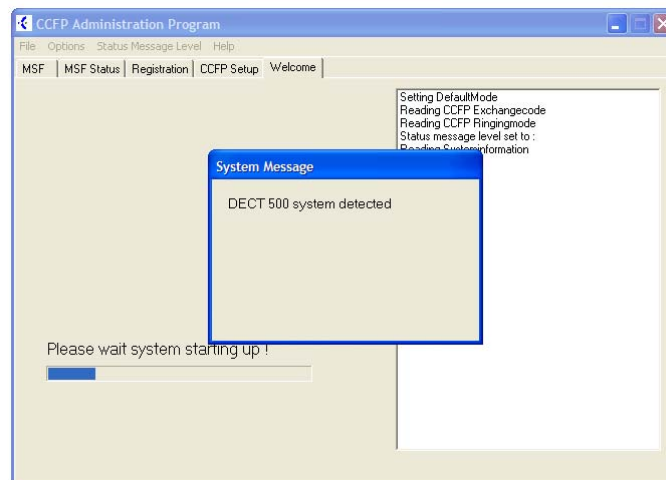 CCFP Administration Program
File Options Status Message Level Help
MSF MSF Status Registration CCFP Setup Welcome
Setting DefaultMode
Reading CCFP Exchangecode
Reading CCFP Ringingmode
Status message level set to :
Reading Systeminformation
System Message
DECT 500 system detected
Please wait system starting up !